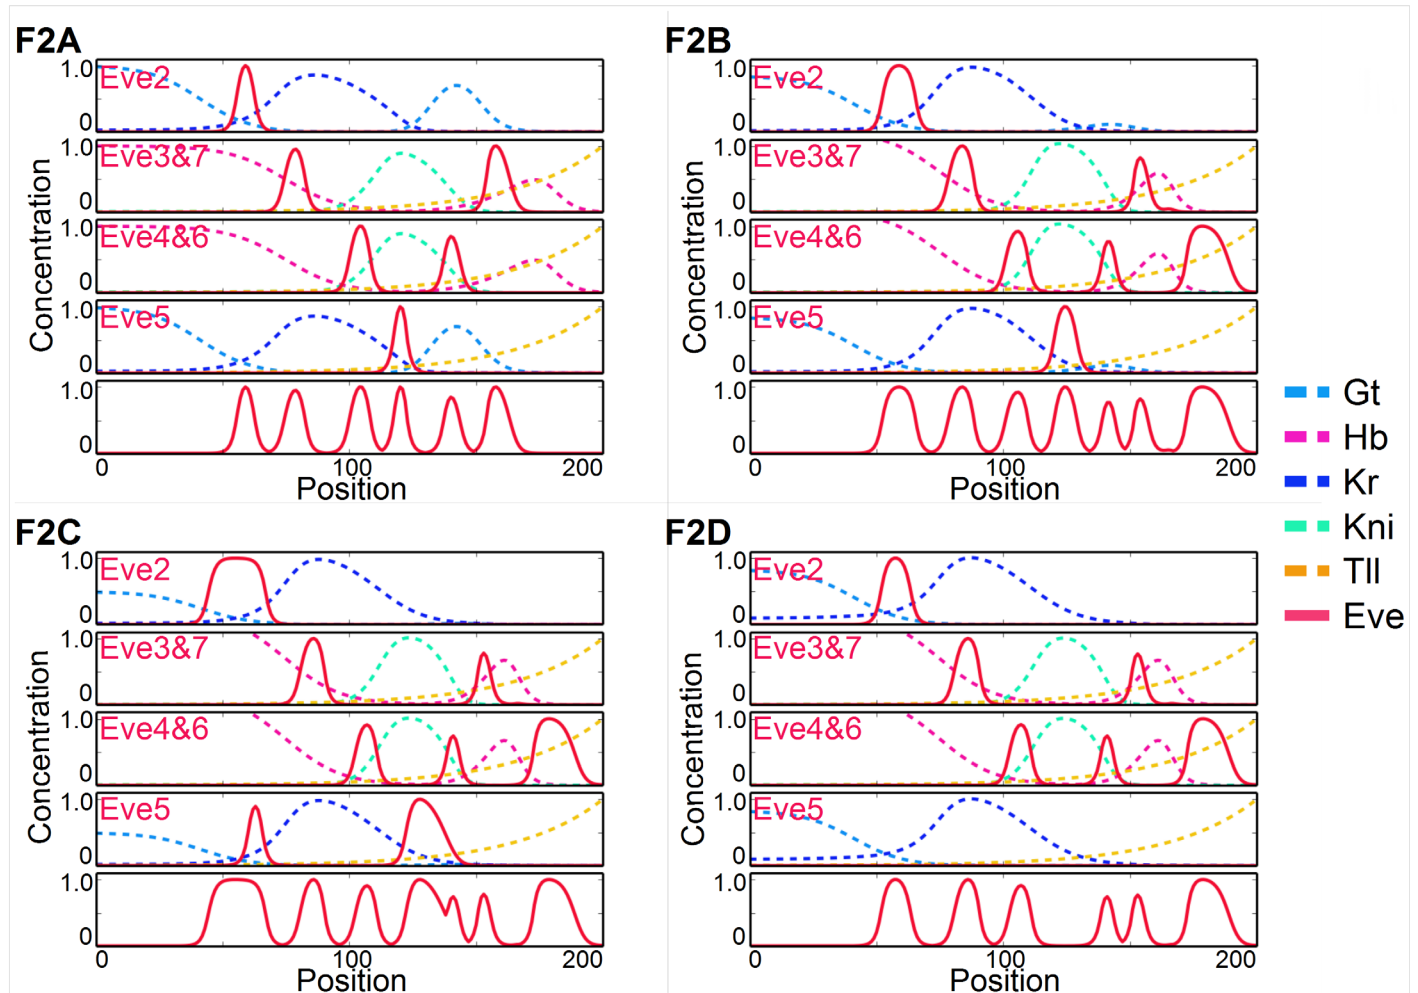 F2A
F2B
1.0
Eve2
0
1.0
Eve3&7
0
1.0
Eve4&6
0
1.0
Eve5
0
1.0
0
0
100
200
Position
Concentration
1.0
Eve2
0
1.0
Eve3&7
0
1.0
Eve4&6
0
1.0
Eve5
0
1.0
0
0
100
200
Position
Concentration
Gt
Hb
Kr
Kni
Tll
Eve
F2C
F2D
1.0
Eve2
0
1.0
Eve3&7
0
1.0
Eve4&6
0
1.0
Eve5
0
1.0
0
0
100
200
Position
Concentration
1.0
Eve2
0
1.0
Eve3&7
0
1.0
Eve4&6
0
1.0
Eve5
0
1.0
0
0
100
200
Position
Concentration